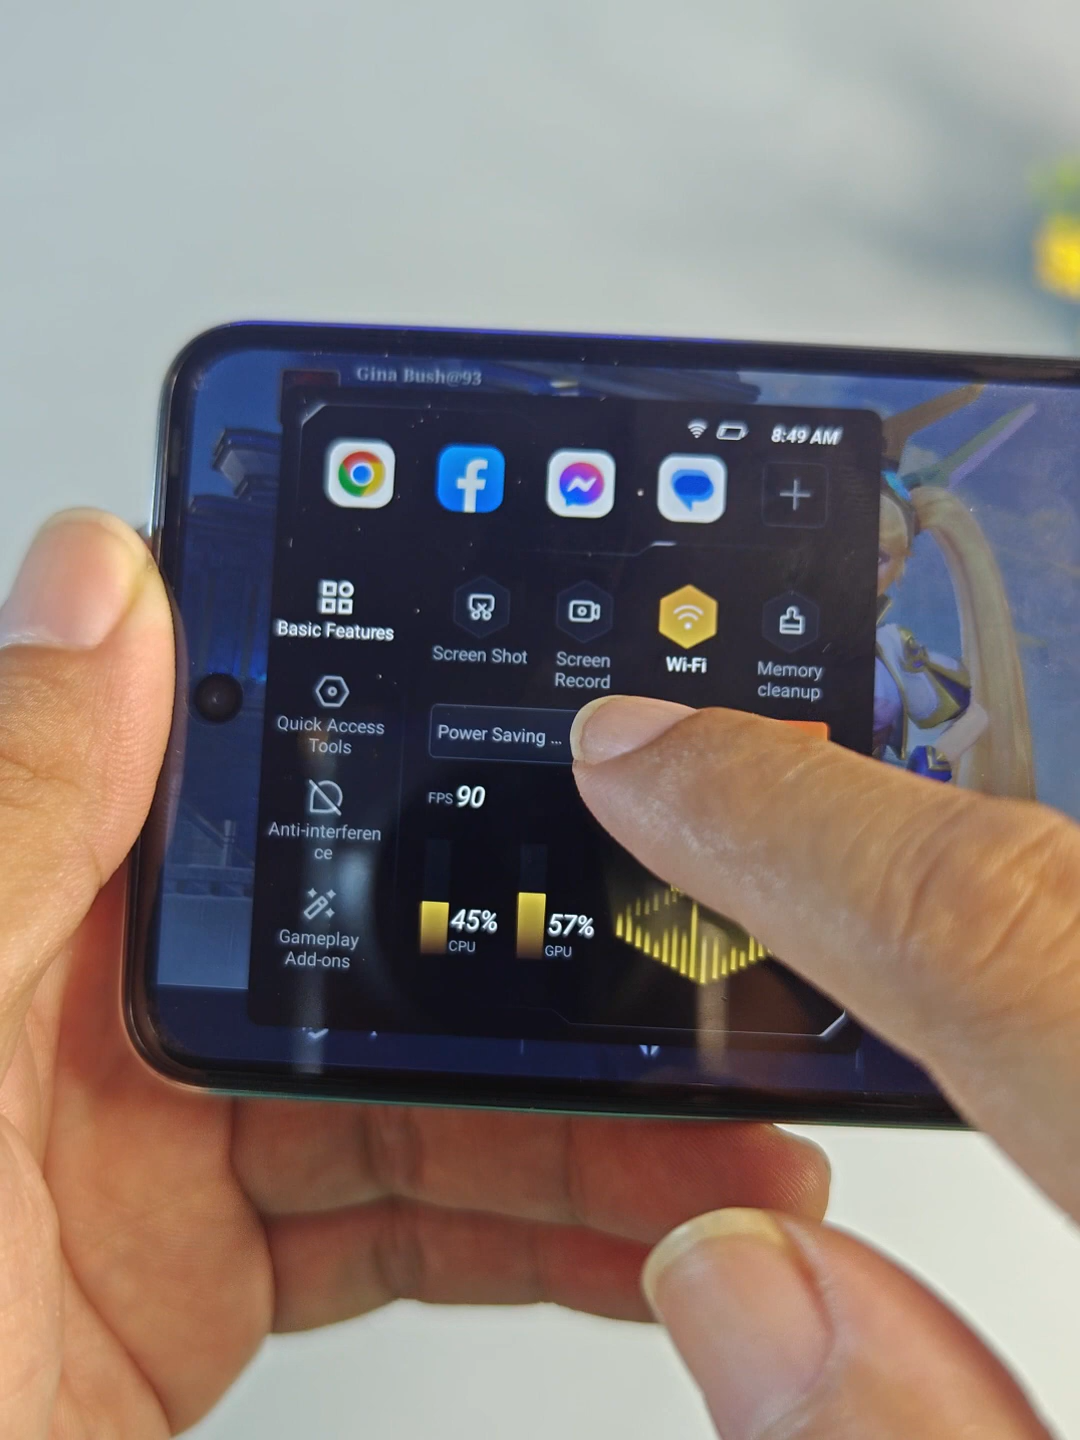 Gina Bush@93
8:49 AM
Basic Features
Screen Shot
Screen
Record
Wi-Fi
Memory
cleanup
Quick Access
Tools
Power Saving ...
FPS 90
Anti-interferen
ce
45%
CPU
57%
GPU
Gameplay
Add-ons